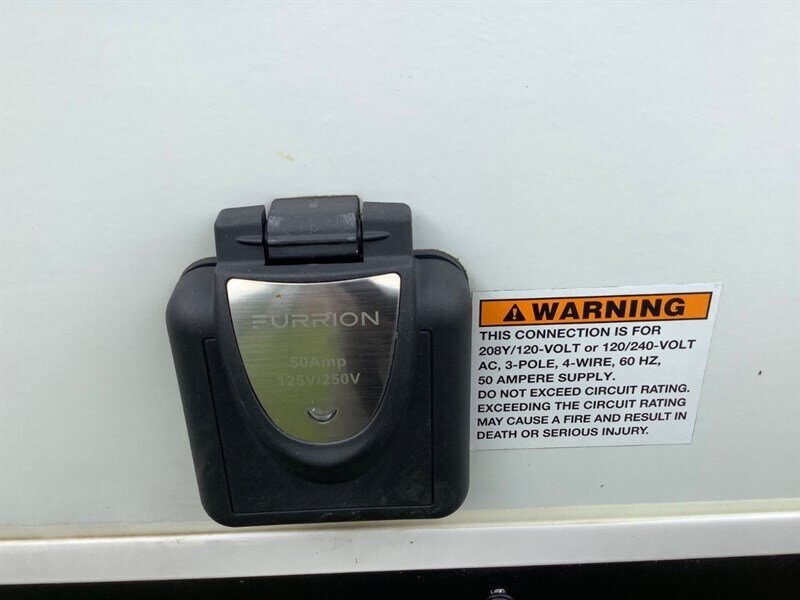 FURRION
50Amp
125V/250V
WARNING
THIS CONNECTION IS FOR
208Y/120-VOLT or 120/240-VOLT
AC, 3-POLE, 4-WIRE, 60 HZ,
50 AMPERE SUPPLY.
DO NOT EXCEED CIRCUIT RATING.
EXCEEDING THE CIRCUIT RATING
MAY CAUSE A FIRE AND RESULT IN
DEATH OR SERIOUS INJURY.